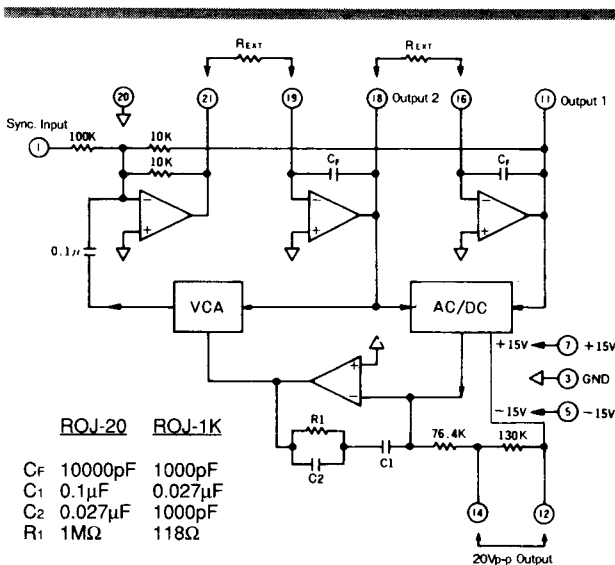 REXT
REXT
20
21
19
18 Output 2
16
11 Output 1
Sync. Input
1
100K
10K
10K
CF
CF
−
+
−
+
−
+
0.1μ
VCA
AC/DC
+15V
7 +15V
3 GND
−15V
5 −15V
+
−
R1
C2
C1
76.4K
130K
14
12
20Vp-p Output
ROJ-20 ROJ-1K
CF 10000pF 1000pF
C1 0.1μF 0.027μF
C2 0.027μF 1000pF
R1 1MΩ 118Ω